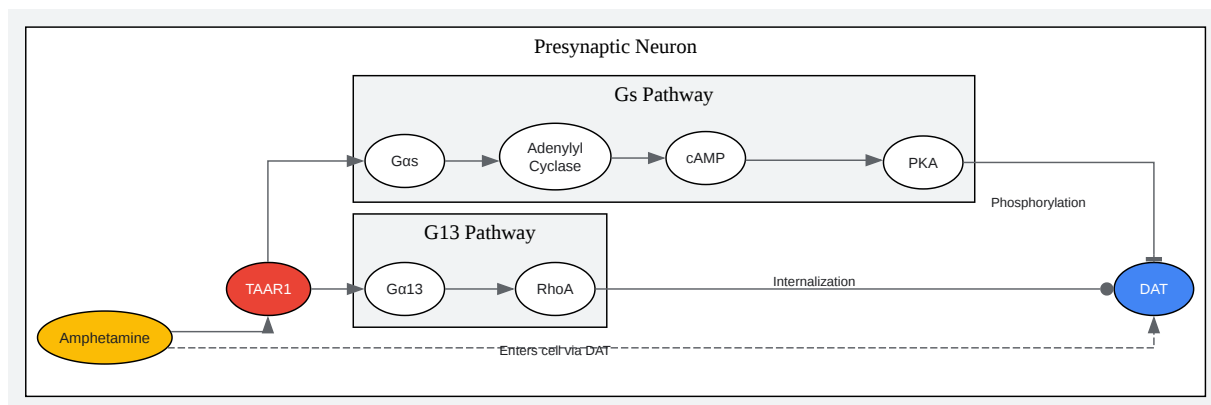 Presynaptic Neuron
Gs Pathway
Gαs
Adenylyl
Cyclase
cAMP
PKA
Phosphorylation
G13 Pathway
TAAR1
Gα13
RhoA
Internalization
DAT
Amphetamine
Enters cell via DAT